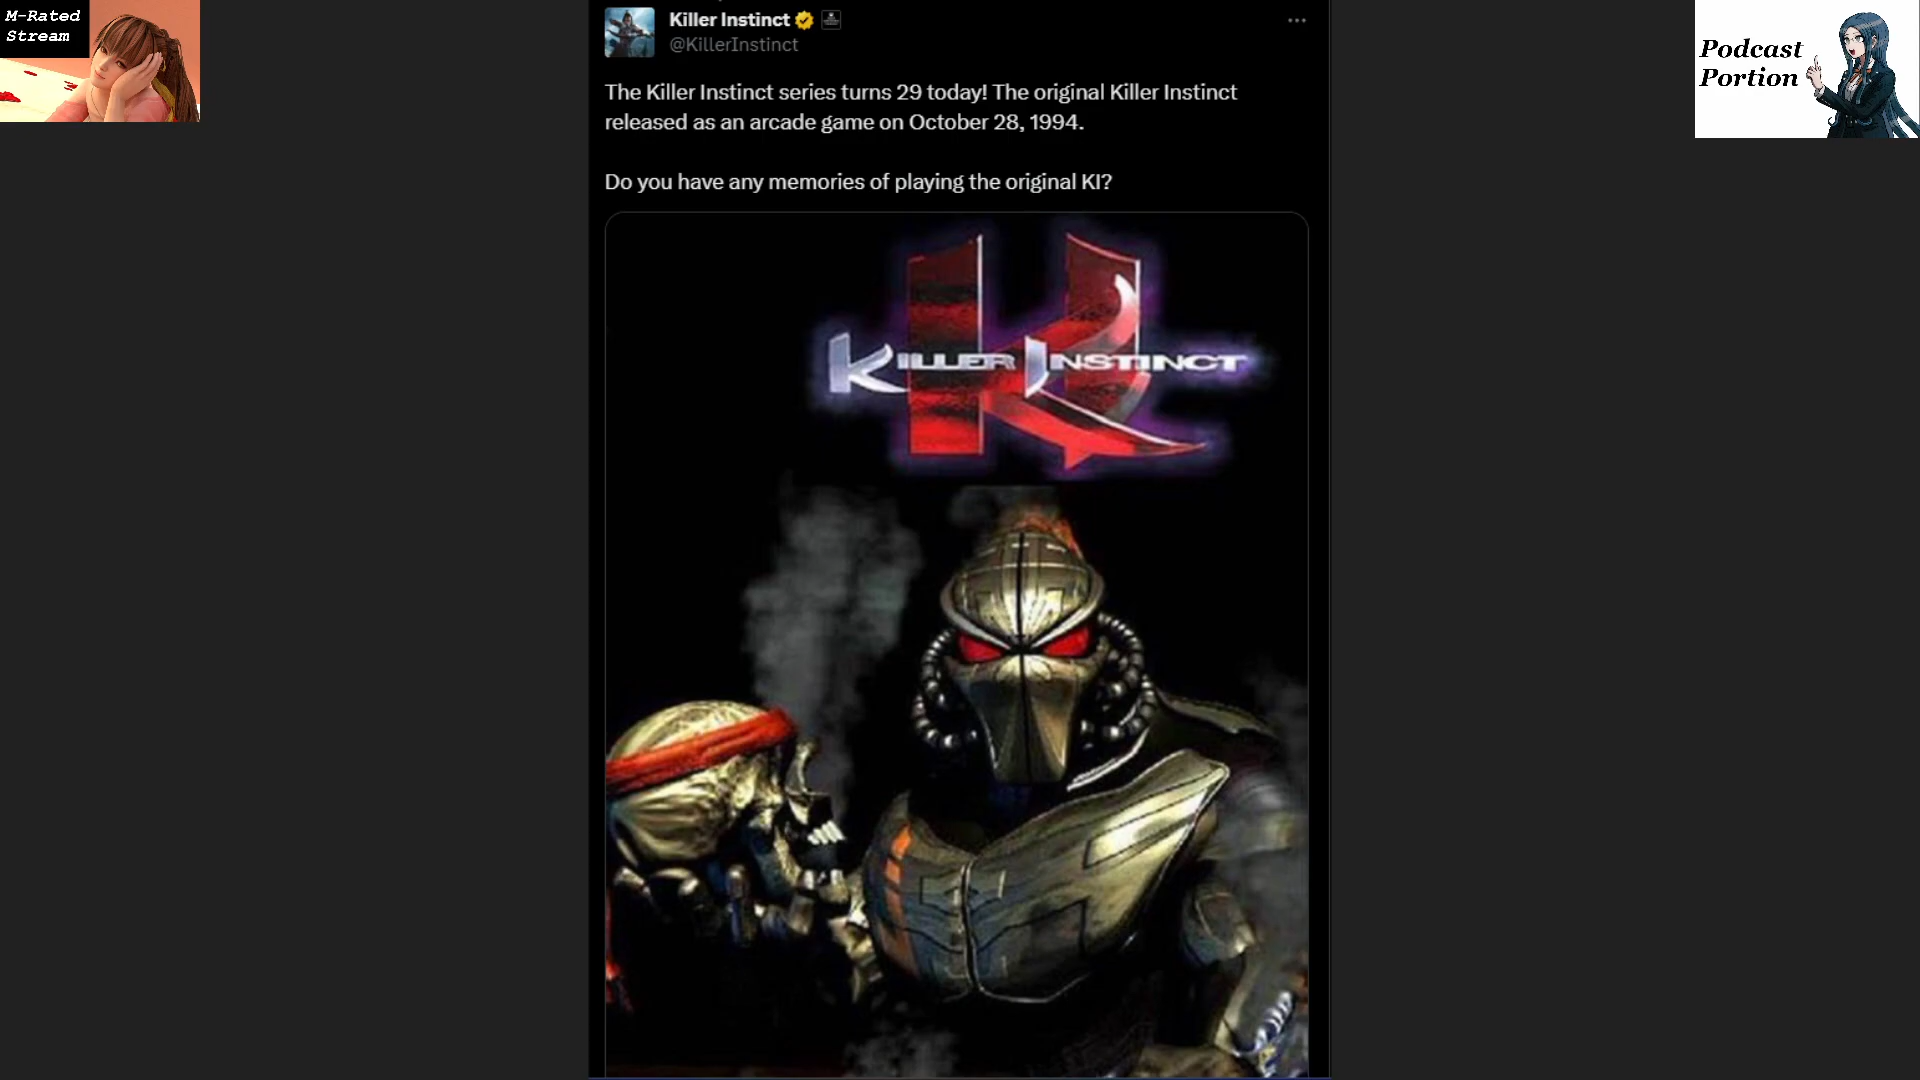 M-Rated
Stream
Killer Instinct
@KillerInstinct
The Killer Instinct series turns 29 today! The original Killer Instinct
released as an arcade game on October 28, 1994.
Do you have any memories of playing the original KI?
KILLER INSTINCT
Podcast
Portion